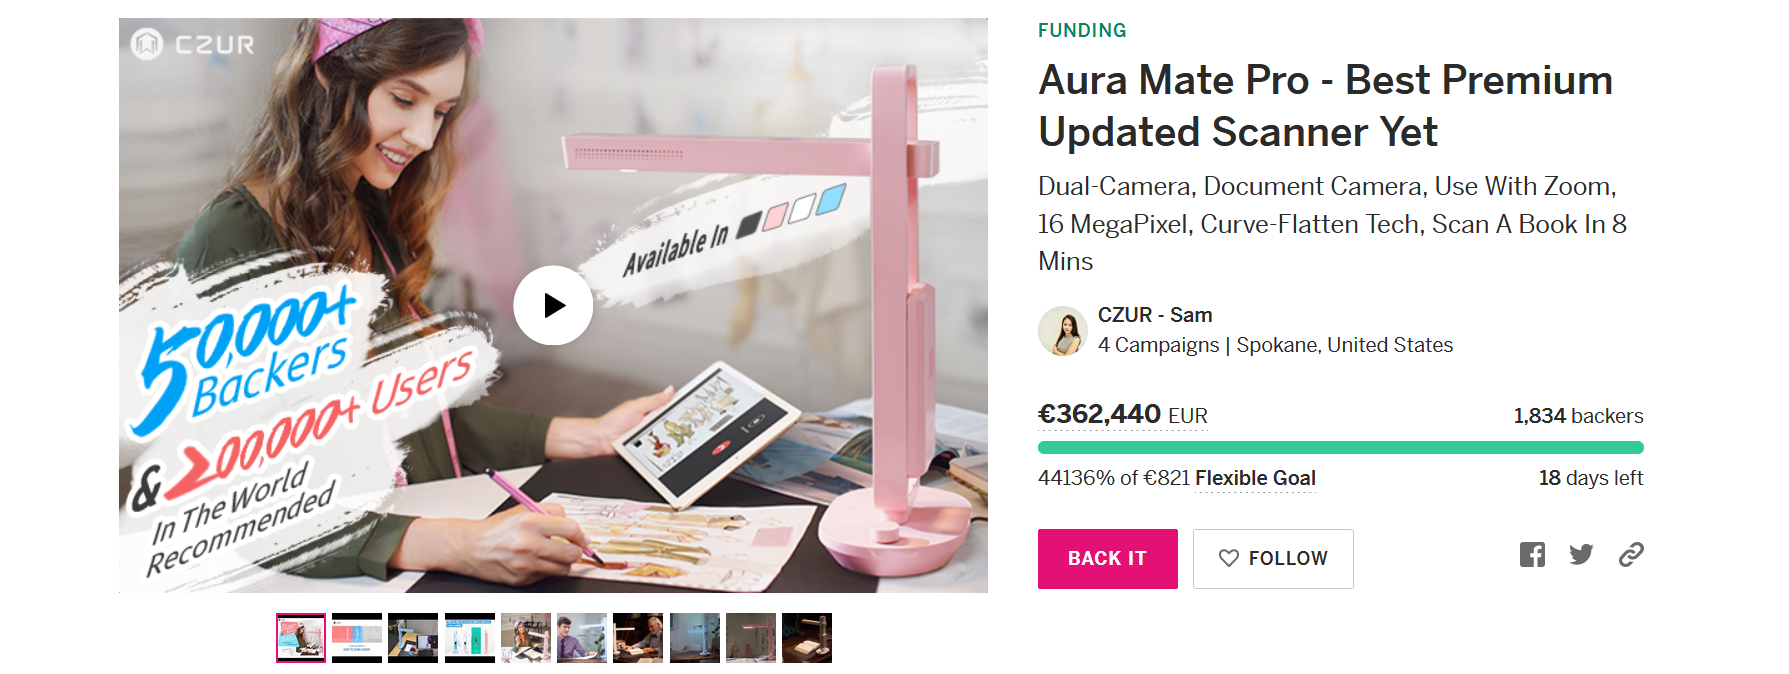 CZUR
Available In
50,000+
Backers
& 200,000+ Users
In The World
Recommended
FUNDING
Aura Mate Pro - Best Premium
Updated Scanner Yet
Dual-Camera, Document Camera, Use With Zoom,
16 MegaPixel, Curve-Flatten Tech, Scan A Book In 8
Mins
CZUR - Sam
4 Campaigns | Spokane, United States
€362,440 EUR
1,834 backers
44136% of €821 Flexible Goal
18 days left
BACK IT
FOLLOW